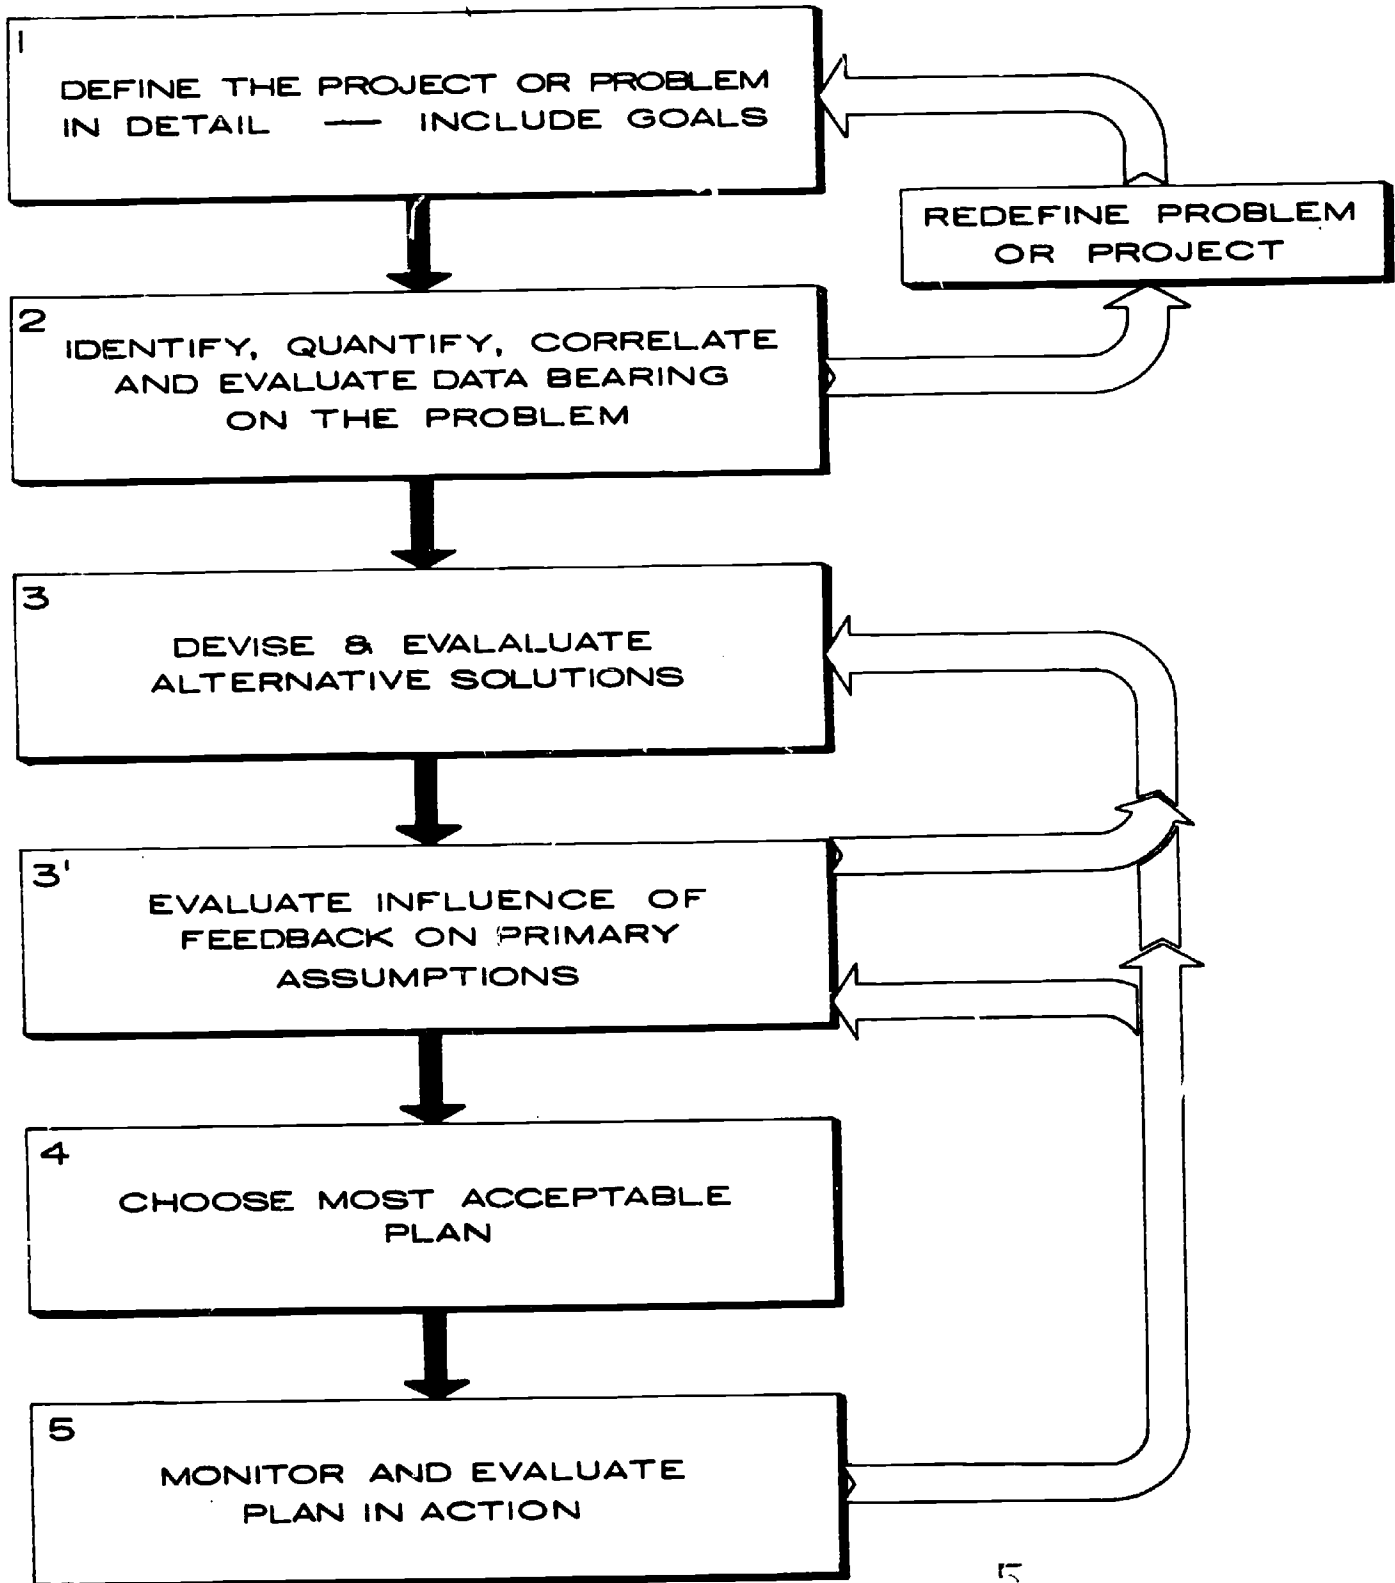 1
DEFINE THE PROJECT OR PROBLEM
IN DETAIL — INCLUDE GOALS
REDEFINE PROBLEM
OR PROJECT
2
IDENTIFY, QUANTIFY, CORRELATE
AND EVALUATE DATA BEARING
ON THE PROBLEM
3
DEVISE & EVALALUATE
ALTERNATIVE SOLUTIONS
3'
EVALUATE INFLUENCE OF
FEEDBACK ON PRIMARY
ASSUMPTIONS
4
CHOOSE MOST ACCEPTABLE
PLAN
5
MONITOR AND EVALUATE
PLAN IN ACTION